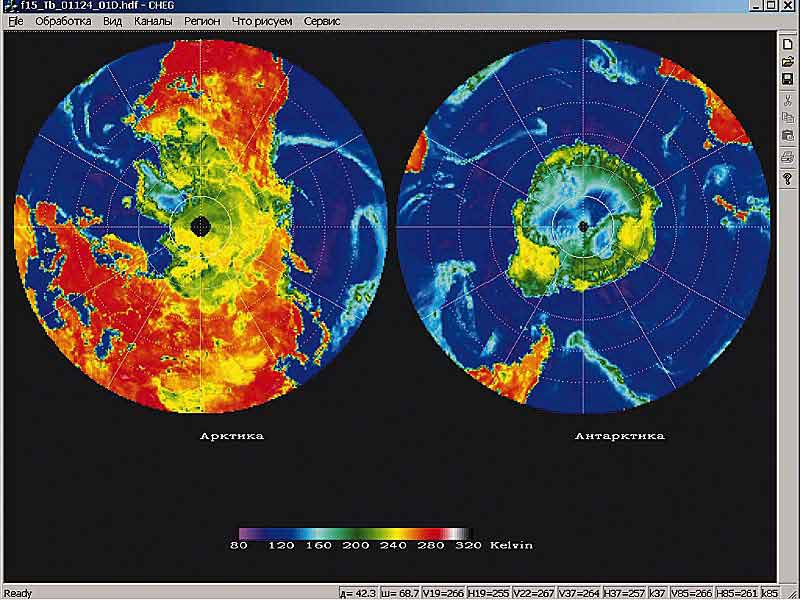 f15_Tb_01124_01D.hdf - CHEG
File Обработка Вид Каналы Регион Что рисуем Сервис
Арктика Антарктика
80 120 160 200 240 280 320 Kelvin
Ready д= 42.3 ш= 68.7 V19=266 H19=255 V22=267 V37=264 H37=257 k37 V85=266 H85=261 k85